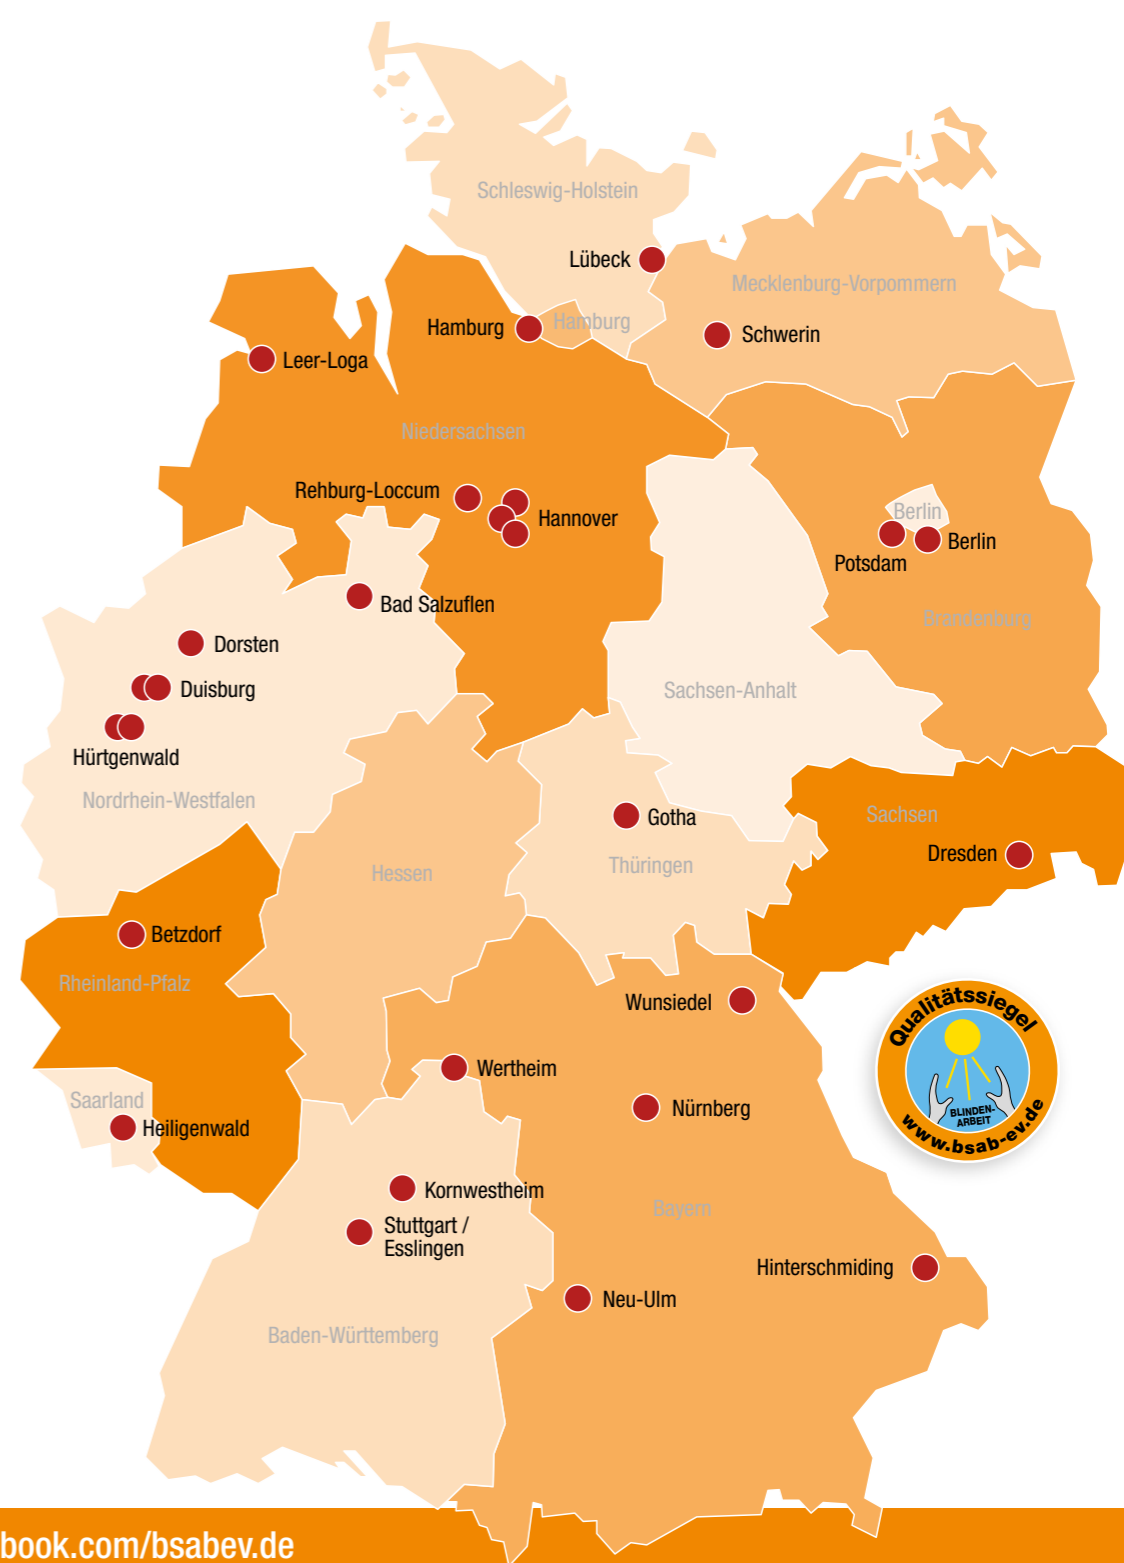 Schleswig-Holstein
Lübeck
Mecklenburg-Vorpommern
Hamburg
Hamburg
Schwerin
Leer-Loga
Niedersachsen
Rehburg-Loccum
Hannover
Berlin
Berlin
Potsdam
Bad Salzuflen
Brandenburg
Dorsten
Duisburg
Sachsen-Anhalt
Hürtgenwald
Nordrhein-Westfalen
Gotha
Sachsen
Dresden
Thüringen
Hessen
Betzdorf
Rheinland-Pfalz
Wunsiedel
Qualitätssiegel
BLINDEN-
ARBEIT
www.bsab-ev.de
Wertheim
Saarland
Nürnberg
Heiligenwald
Kornwestheim
Bayern
Stuttgart /
Esslingen
Hinterschmiding
Neu-Ulm
Baden-Württemberg
book.com/bsabev.de